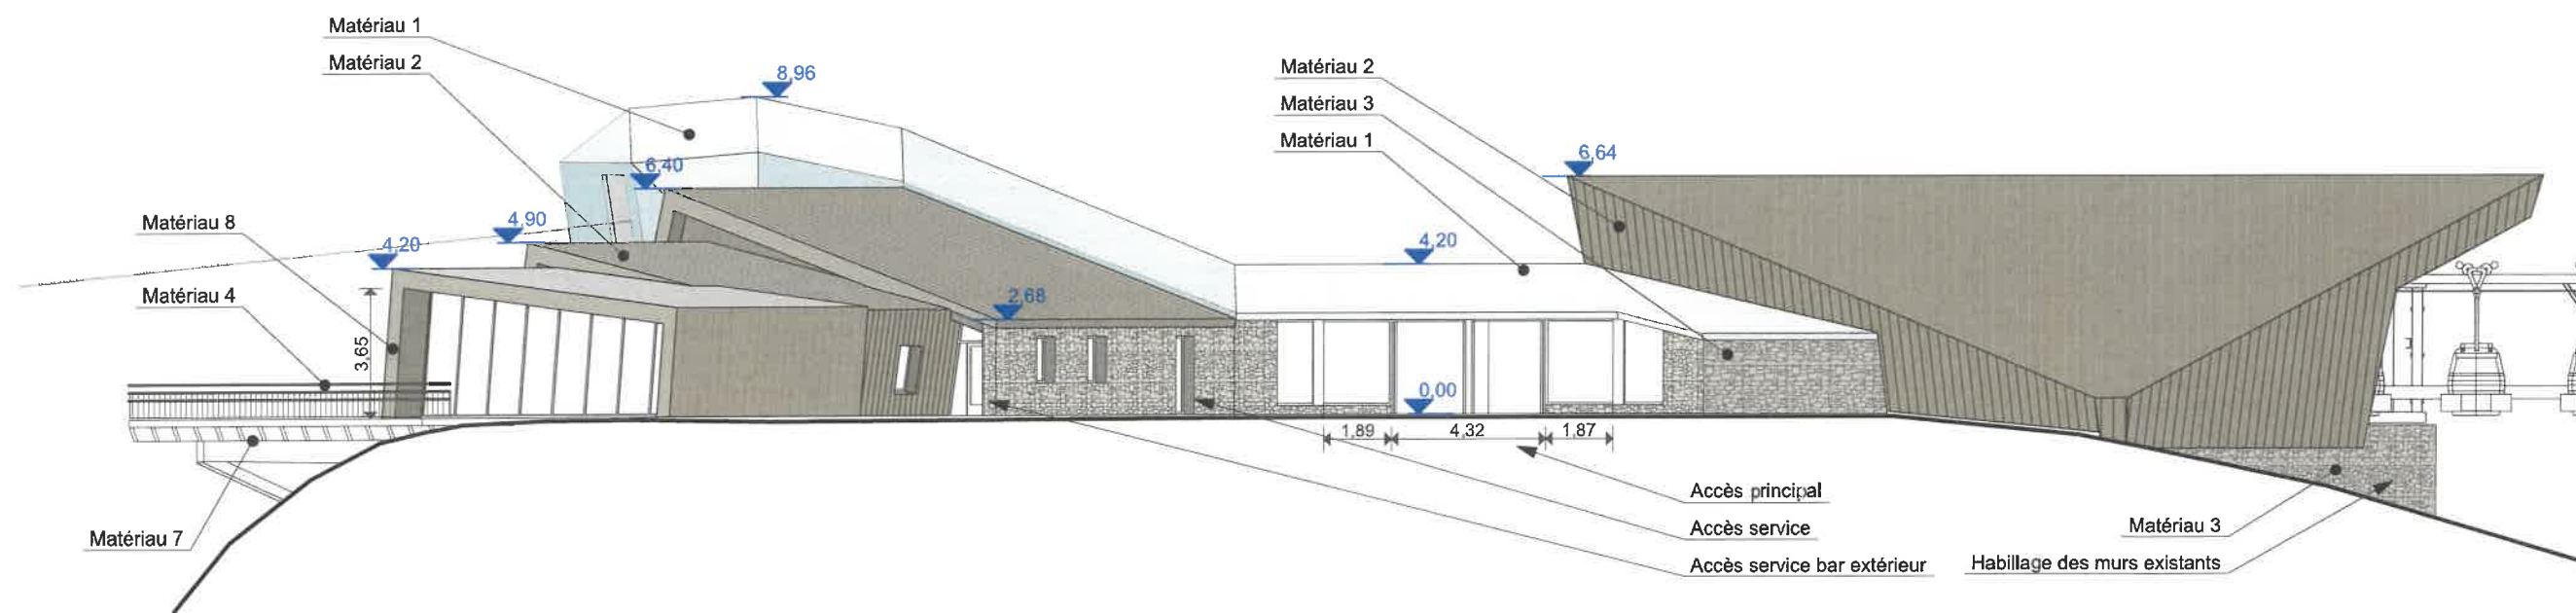 Matériau 1
Matériau 2
8,96
6,40
4,90
4,20
Matériau 8
Matériau 4
3,65
Matériau 7
2,68
Matériau 2
Matériau 3
Matériau 1
6,64
4,20
0,00
1,89
4,32
1,87
Accès principal
Accès service
Accès service bar extérieur
Matériau 3
Habillage des murs existants